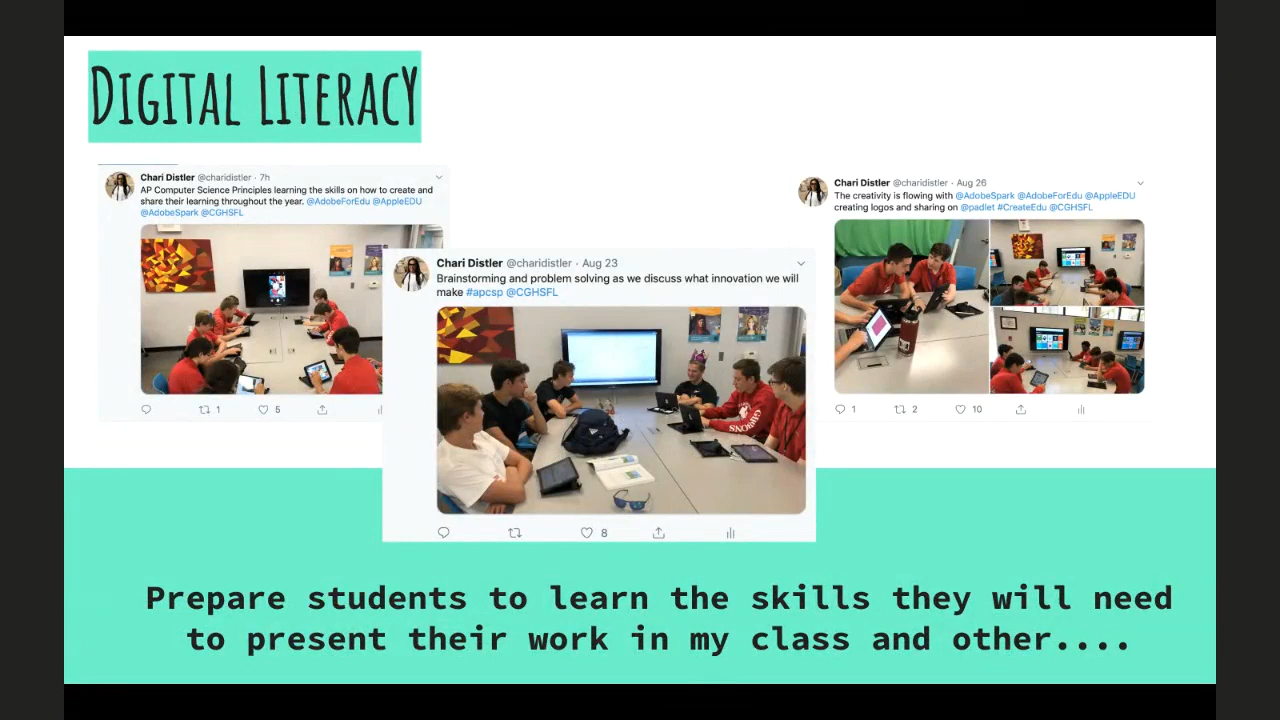 DIGITAL LITERACY
Chari Distler @charidistler · 7h
AP Computer Science Principles learning the skills on how to create and
share their learning throughout the year. @AdobeForEdu @AppleEDU
@AdobeSpark @CGHSFL
1 5
Chari Distler @charidistler · Aug 23
Brainstorming and problem solving as we discuss what innovation we will
make #apcsp @CGHSFL
GIBBONS
8
Chari Distler @charidistler · Aug 26
The creativity is flowing with @AdobeSpark @AdobeForEdu @AppleEDU
creating logos and sharing on @padlet #CreateEdu @CGHSFL
1 2 10
Prepare students to learn the skills they will need
to present their work in my class and other....